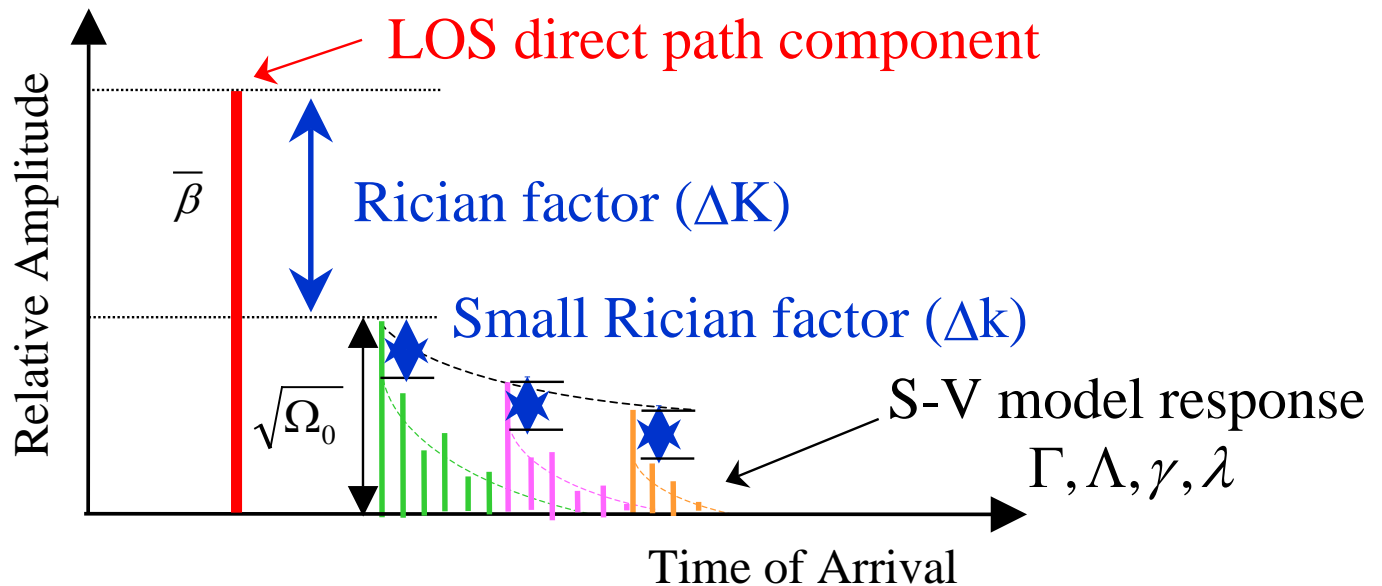 LOS direct path component
Relative Amplitude
β̅
Rician factor (ΔK)
Small Rician factor (Δk)
√Ω₀
S-V model response
Γ, Λ, γ, λ
Time of Arrival